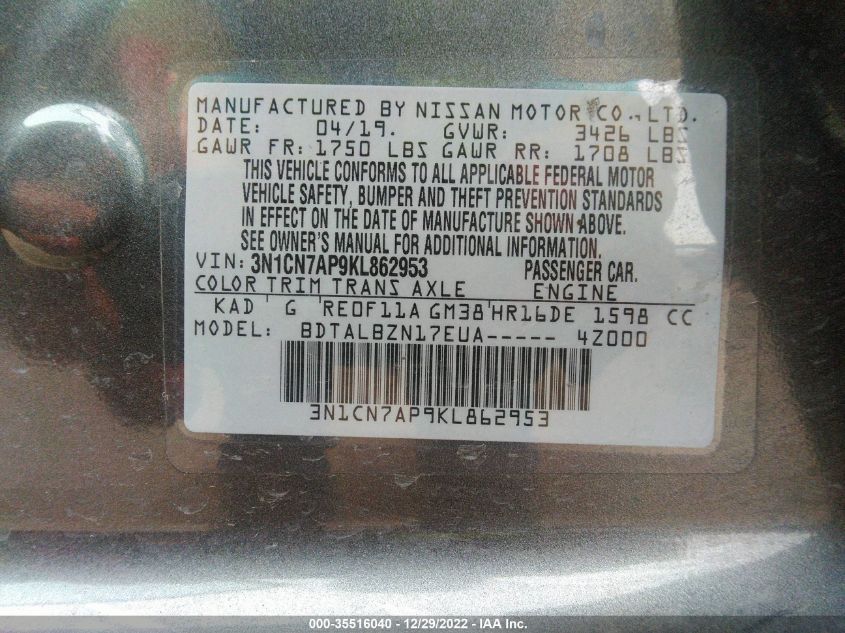 MANUFACTURED BY NISSAN MOTOR CO., LTD.
DATE: 04/19. GVWR: 3426 LBS
GAWR FR: 1750 LBS GAWR RR: 1708 LBS
THIS VEHICLE CONFORMS TO ALL APPLICABLE FEDERAL MOTOR
VEHICLE SAFETY, BUMPER AND THEFT PREVENTION STANDARDS
IN EFFECT ON THE DATE OF MANUFACTURE SHOWN ABOVE.
SEE OWNER'S MANUAL FOR ADDITIONAL INFORMATION.
VIN: 3N1CN7AP9KL862953 PASSENGER CAR.
COLOR TRIM TRANS AXLE ENGINE
KAD G RE0F11A GM38 HR16DE 1598 CC
MODEL: BDTALBZN17EUA----- 4Z000
3N1CN7AP9KL862953
000-35516040 - 12/29/2022 - IAA Inc.